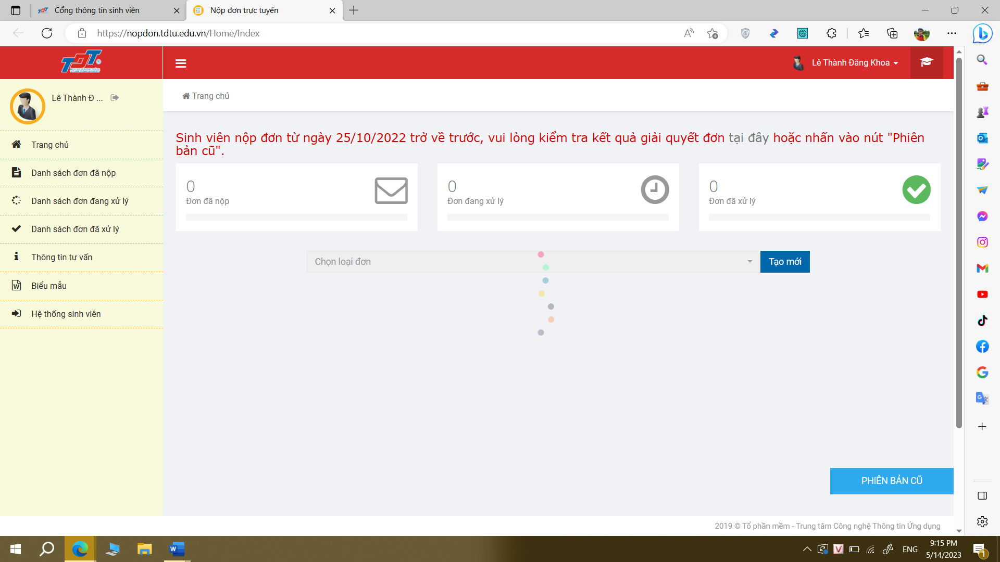 Cổng thông tin sinh viên
Nộp đơn trực tuyến
https://nopdon.tdtu.edu.vn/Home/Index
TDT
Lê Thành Đăng Khoa
Lê Thành Đ ...
Trang chủ
Trang chủ
Danh sách đơn đã nộp
Danh sách đơn đang xử lý
Danh sách đơn đã xử lý
Thông tin tư vấn
Biểu mẫu
Hệ thống sinh viên
Sinh viên nộp đơn từ ngày 25/10/2022 trở về trước, vui lòng kiểm tra kết quả giải quyết đơn tại đây hoặc nhấn vào nút "Phiên
bản cũ".
0
Đơn đã nộp
0
Đơn đang xử lý
0
Đơn đã xử lý
Chọn loại đơn
Tạo mới
PHIÊN BẢN CŨ
2019 © Tổ phần mềm - Trung tâm Công nghệ Thông tin Ứng dụng
ENG
9:15 PM
5/14/2023
1